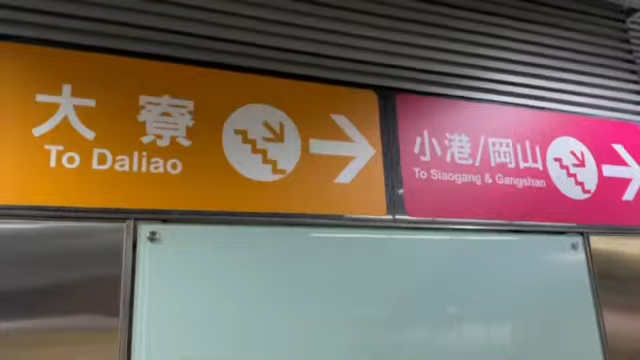 大寮
To Daliao
小港/岡山
To Siaogang & Gangshan